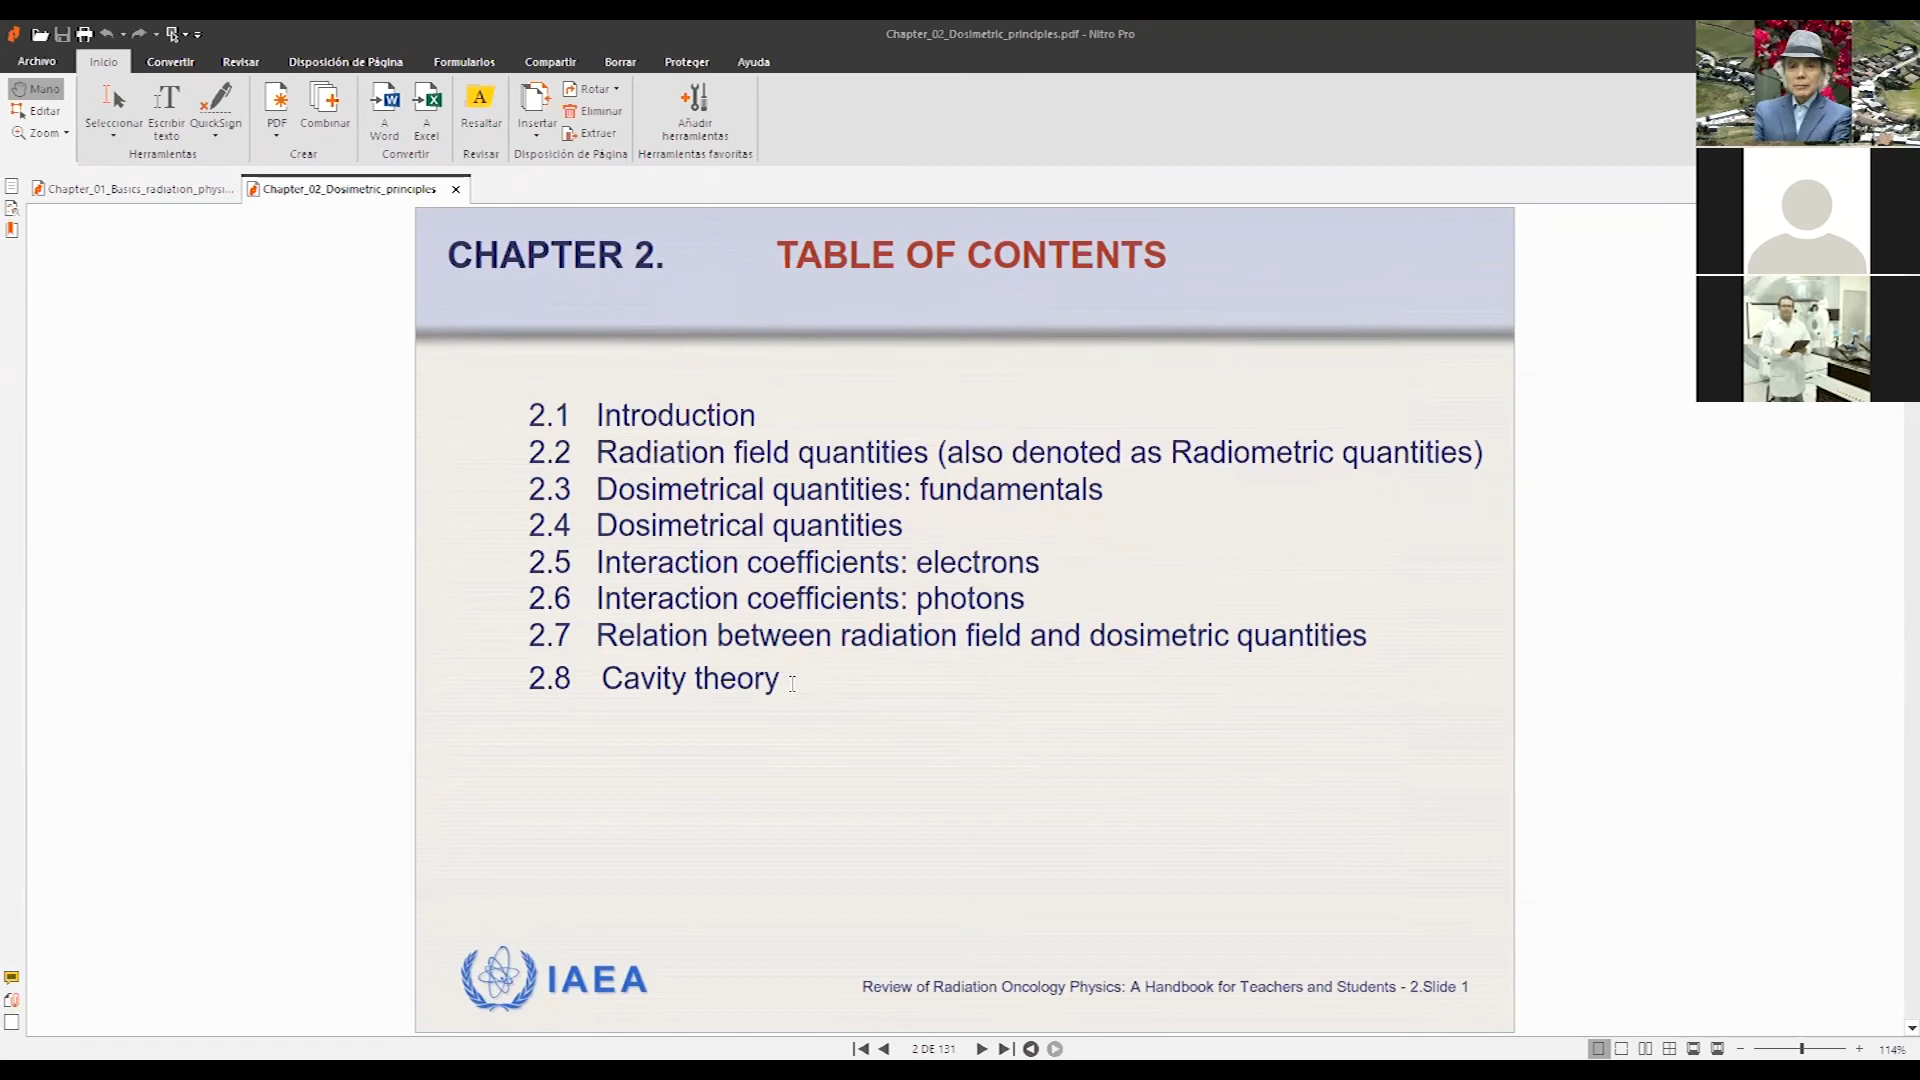 Chapter_02_Dosimetric_principles.pdf - Nitro Pro
Archivo Inicio Convertir Revisar Disposición de Página Formularios Compartir Borrar Proteger Ayuda
Mano
Editar
Zoom
Seleccionar
Escribir texto
QuickSign
Herramientas
PDF
Combinar
Crear
A Word
A Excel
Convertir
A
Resaltar
Revisar
Insertar
Rotar
Eliminar
Extraer
Disposición de Página
Añadir herramientas
Herramientas favoritas
Chapter_01_Basics_radiation_physi...
Chapter_02_Dosimetric_principles
CHAPTER 2. TABLE OF CONTENTS
2.1 Introduction
2.2 Radiation field quantities (also denoted as Radiometric quantities)
2.3 Dosimetrical quantities: fundamentals
2.4 Dosimetrical quantities
2.5 Interaction coefficients: electrons
2.6 Interaction coefficients: photons
2.7 Relation between radiation field and dosimetric quantities
2.8 Cavity theory
IAEA
Review of Radiation Oncology Physics: A Handbook for Teachers and Students - 2.Slide 1
2 DE 131
114%